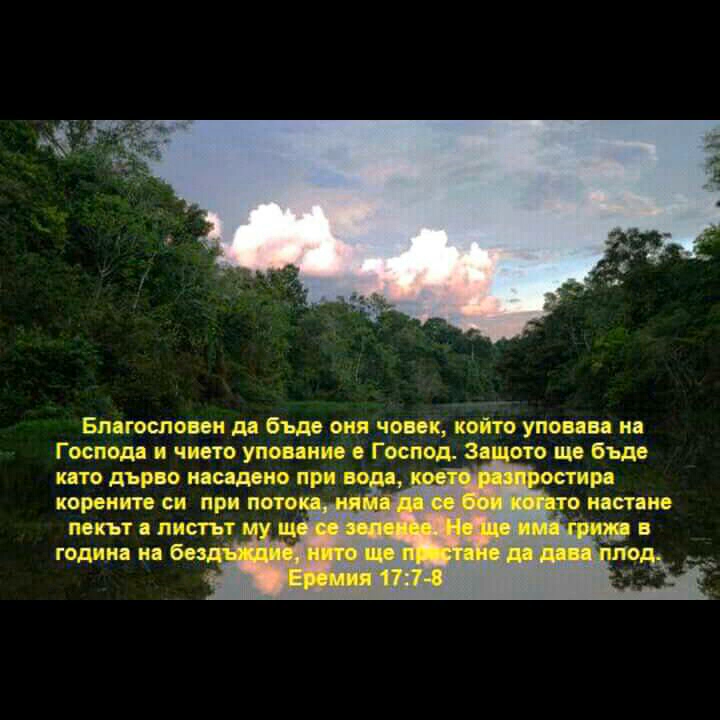 Благословен да бъде оня човек, който уповава на
Господа и чието упование е Господ. Защото ще бъде
като дърво насадено при вода, което разпростира
корените си при потока, няма да се бои когато настане
пекът а листът му ще се зеленее. Не ще има грижа в
година на бездъждие, нито ще престане да дава плод.
Еремия 17:7-8